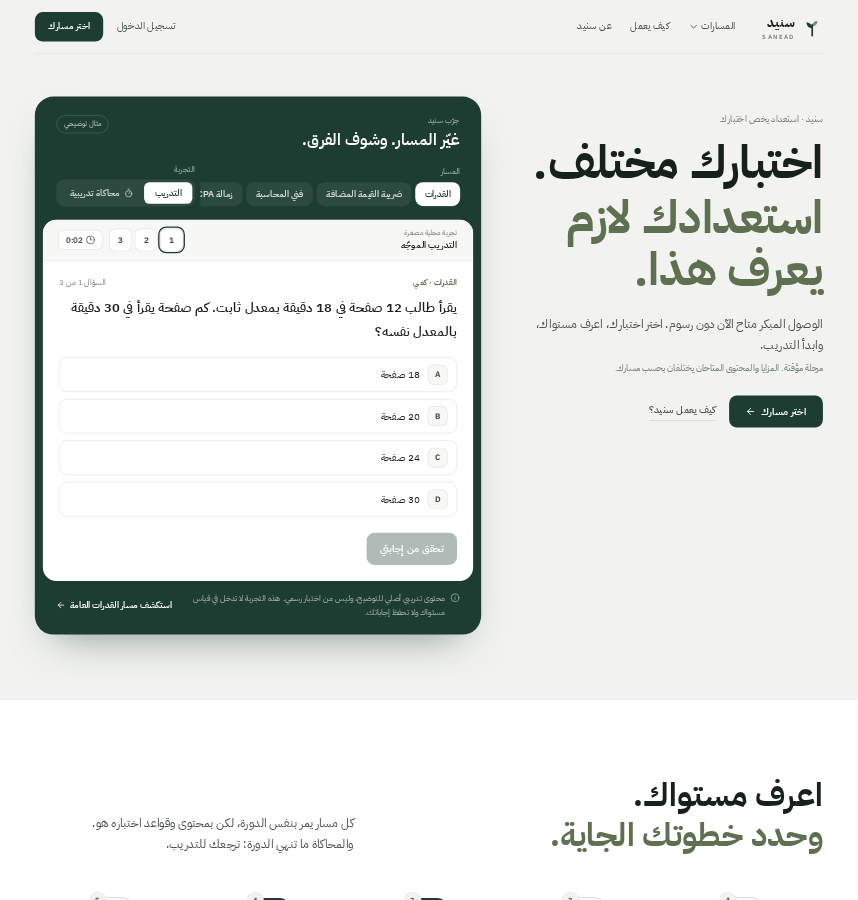 سنيد
SANEAD
المسارات
كيف يعمل
عن سنيد
تسجيل الدخول
اختر مسارك
سنيد · استعداد يخص اختبارك
اختبارك مختلف.
استعدادك لازم
يعرف هذا.
الوصول المبكر متاح الآن دون رسوم. اختر اختبارك، اعرف مستواك،
وابدأ التدريب.
مرحلة مؤقتة. المزايا والمحتوى المتاحان يختلفان بحسب مسارك.
اختر مسارك
كيف يعمل سنيد؟
جرّب سنيد
مثال توضيحي
غيّر المسار. وشوف الفرق.
المسار
القدرات
ضريبة القيمة المضافة
فني المحاسبة
زمالة CPA
التجربة
التدريب
محاكاة تدريبية
تجربة محلية مصغرة
التدريب الموجّه
1
2
3
0:02
القدرات · كمي
السؤال 1 من 3
يقرأ طالب 12 صفحة في 18 دقيقة بمعدل ثابت. كم صفحة يقرأ في 30 دقيقة
بالمعدل نفسه؟
A
18 صفحة
B
20 صفحة
C
24 صفحة
D
30 صفحة
تحقق من إجابتي
محتوى تدريبي أصلي للتوضيح، وليس من اختبار رسمي. هذه التجربة لا تدخل في قياس
مستواك ولا تحفظ إجاباتك.
استكشف مسار القدرات العامة
اعرف مستواك.
وحدد خطوتك الجاية.
كل مسار يمر بنفس الدورة، لكن بمحتوى وقواعد اختباره هو.
والمحاكاة ما تنهي الدورة: ترجعك للتدريب.